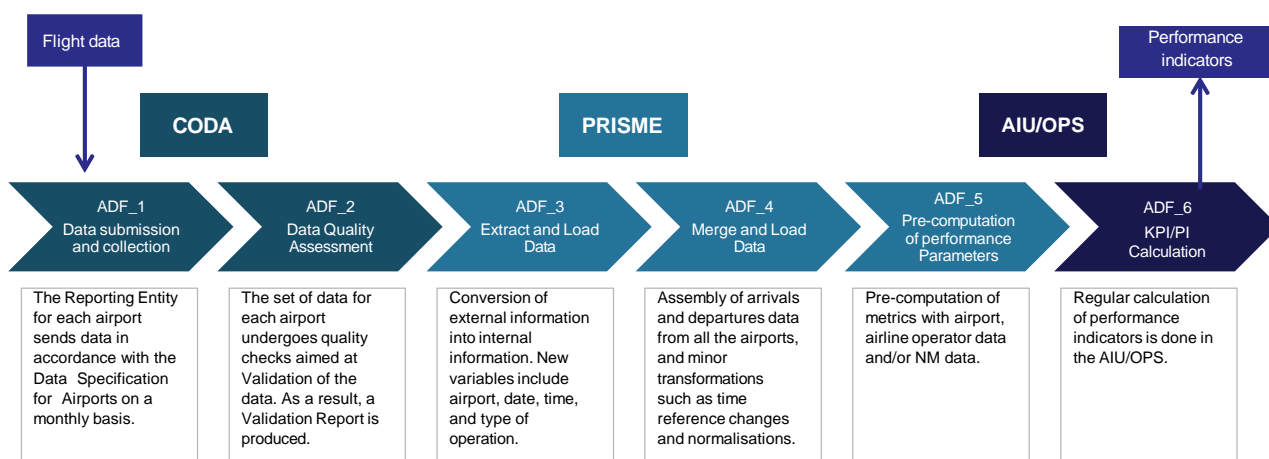 Flight data
Performance
indicators
CODA
PRISME
AIU/OPS
ADF_1
Data submission
and collection
ADF_2
Data Quality
Assessment
ADF_3
Extract and Load
Data
ADF_4
Merge and Load
Data
ADF_5
Pre-computation
of performance
Parameters
ADF_6
KPI/PI
Calculation
The Reporting Entity
for each airport
sends data in
accordance with the
Data Specification
for Airports on a
monthly basis.
The set of data for
each airport
undergoes quality
checks aimed at
Validation of the
data. As a result, a
Validation Report is
produced.
Conversion of
external information
into internal
information. New
variables include
airport, date, time,
and type of
operation.
Assembly of arrivals
and departures data
from all the airports,
and minor
transformations
such as time
reference changes
and normalisations.
Pre-computation of
metrics with airport,
airline operator data
and/or NM data.
Regular calculation
of performance
indicators is done in
the AIU/OPS.